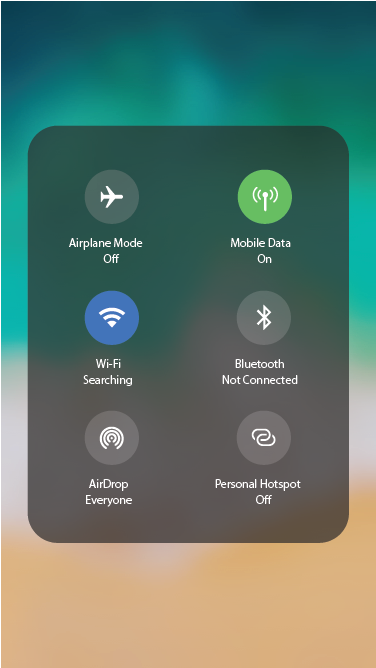 Airplane Mode
Off
Mobile Data
On
Wi-Fi
Searching
Bluetooth
Not Connected
AirDrop
Everyone
Personal Hotspot
Off